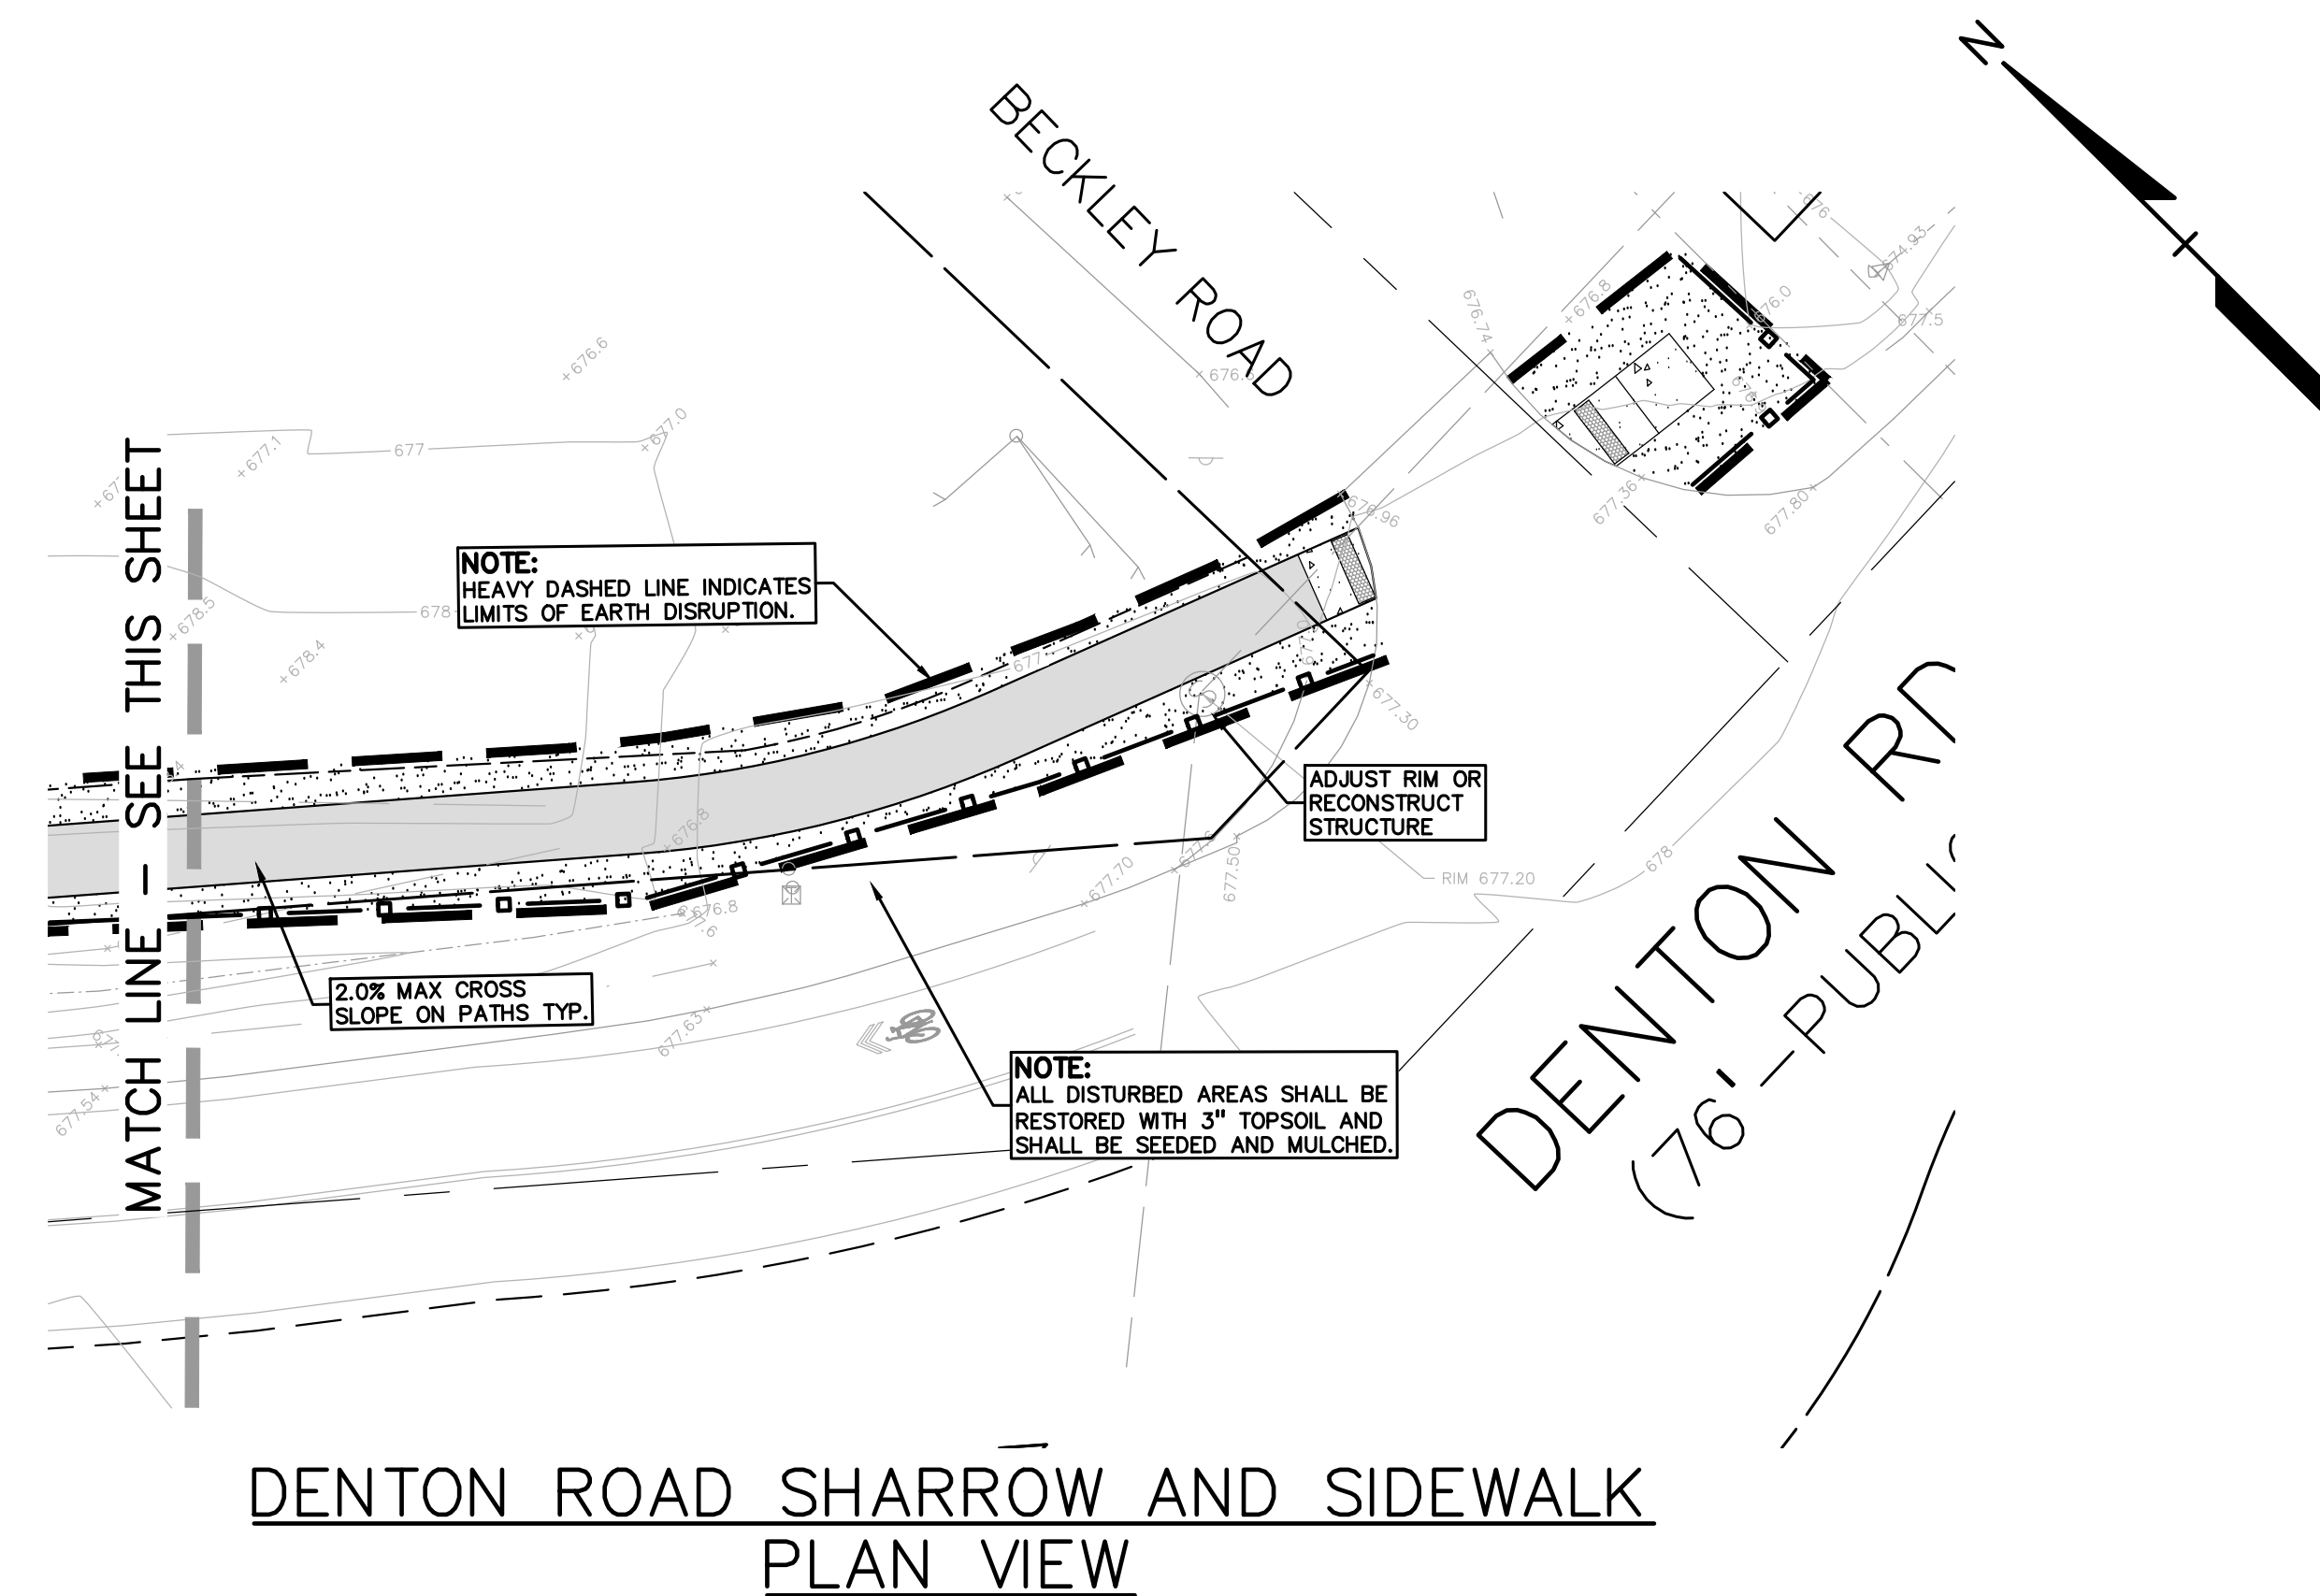 N
BECKLEY ROAD
676
674.93
676.8
676.0
677.5
676.74
676.6
677.0
677.1
677
676.96
677.36
677.80
NOTE:
HEAVY DASHED LINE INDICATES
LIMITS OF EARTH DISRUPTION.
678
678.5
678.4
677
677.30
MATCH LINE - SEE THIS SHEET
ADJUST RIM OR
RECONSTRUCT
STRUCTURE
676.8
677.50
677.70
RIM 677.20
678
676.8
DENTON RD
(76' - PUBLIC
2.0% MAX CROSS
SLOPE ON PATHS TYP.
677.63
677.54
NOTE:
ALL DISTURBED AREAS SHALL BE
RESTORED WITH 3" TOPSOIL AND
SHALL BE SEEDED AND MULCHED.
DENTON ROAD SHARROW AND SIDEWALK
PLAN VIEW